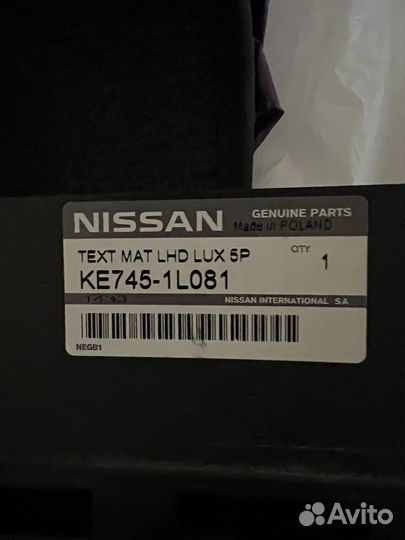 NISSAN
GENUINE PARTS
Made in POLAND
TEXT MAT LHD LUX 5P
QTY
1
KE745-1L081
NISSAN INTERNATIONAL S.A.
NEGB1
Avito